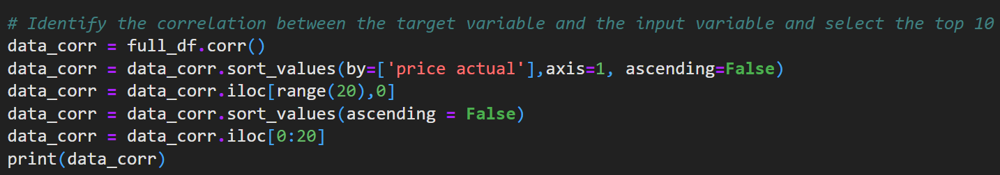 # Identify the correlation between the target variable and the input variable and select the top 10
data_corr = full_df.corr()
data_corr = data_corr.sort_values(by=['price actual'],axis=1, ascending=False)
data_corr = data_corr.iloc[range(20),0]
data_corr = data_corr.sort_values(ascending = False)
data_corr = data_corr.iloc[0:20]
print(data_corr)